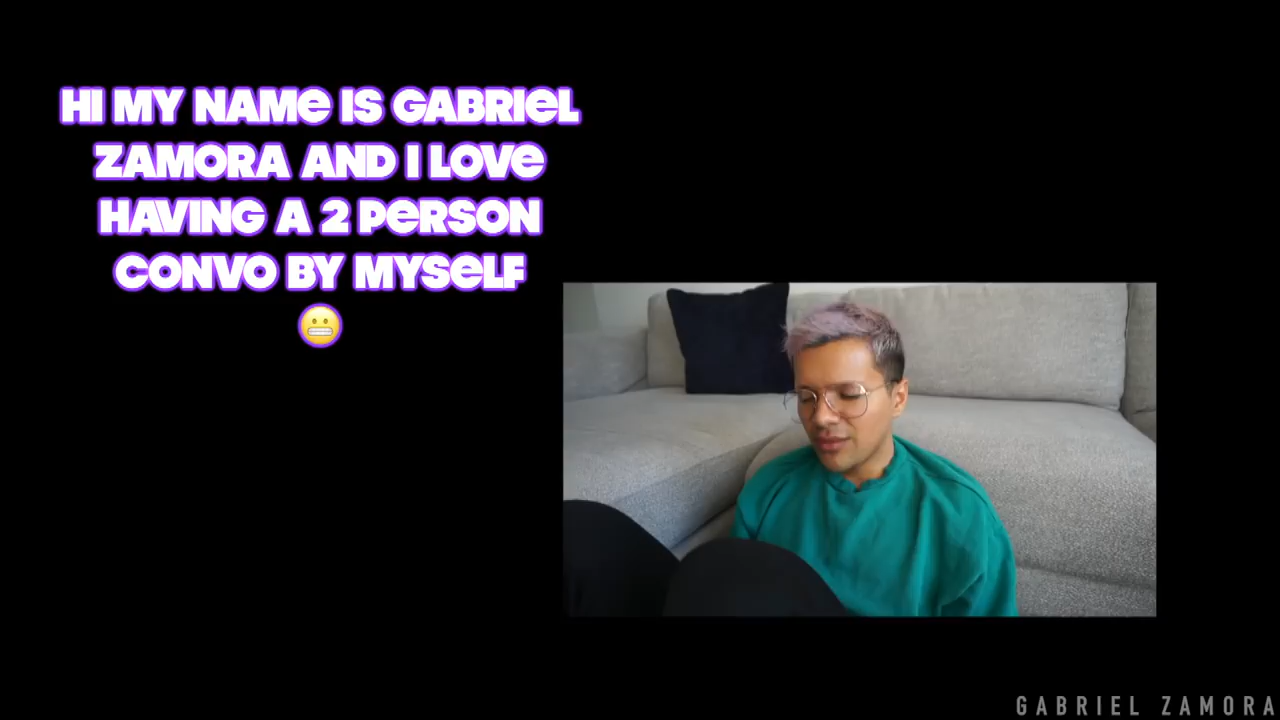 HI MY NAME IS GABRIEL
ZAMORA AND I LOVE
HAVING A 2 PERSON
CONVO BY MYSELF
😬
GABRIEL ZAMORA